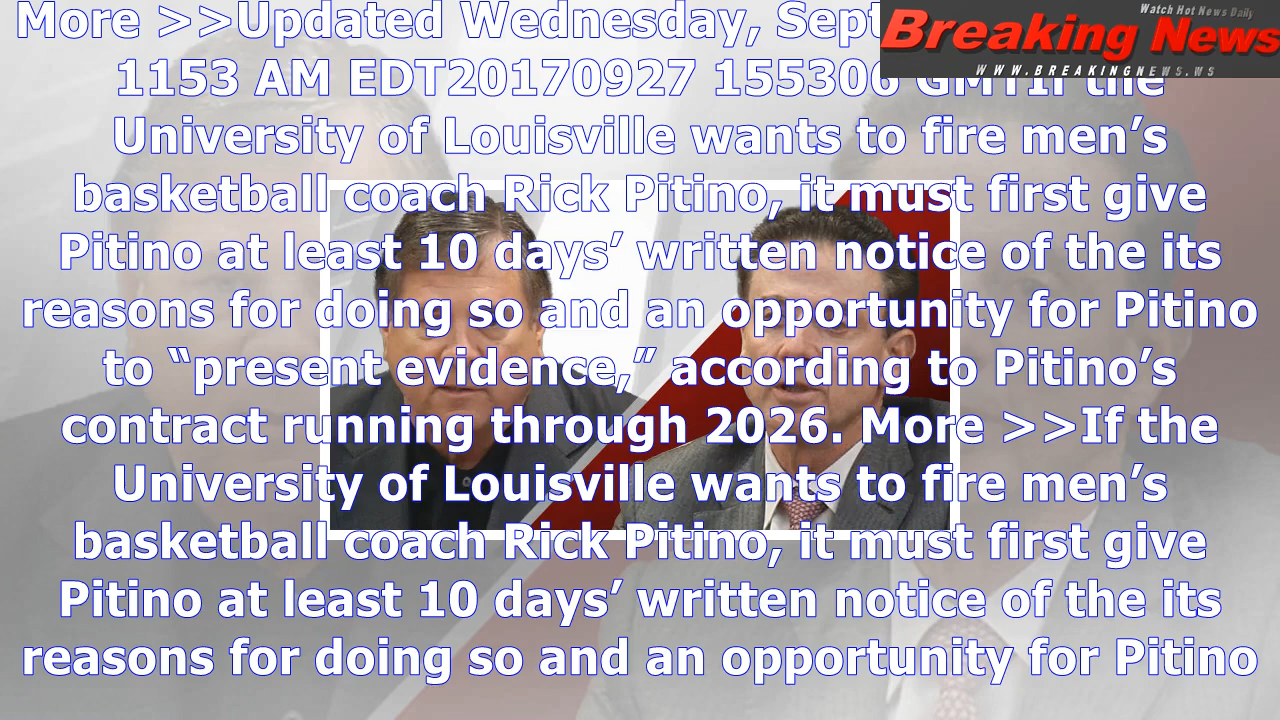 More >>Updated Wednesday, Sept
Watch Hot News Daily
Breaking News
WWW.BREAKINGNEWS.WS
1153 AM EDT20170927 155306 GMTIf the
University of Louisville wants to fire men’s
basketball coach Rick Pitino, it must first give
Pitino at least 10 days’ written notice of the its
reasons for doing so and an opportunity for Pitino
to “present evidence,” according to Pitino’s
contract running through 2026. More >>If the
University of Louisville wants to fire men’s
basketball coach Rick Pitino, it must first give
Pitino at least 10 days’ written notice of the its
reasons for doing so and an opportunity for Pitino